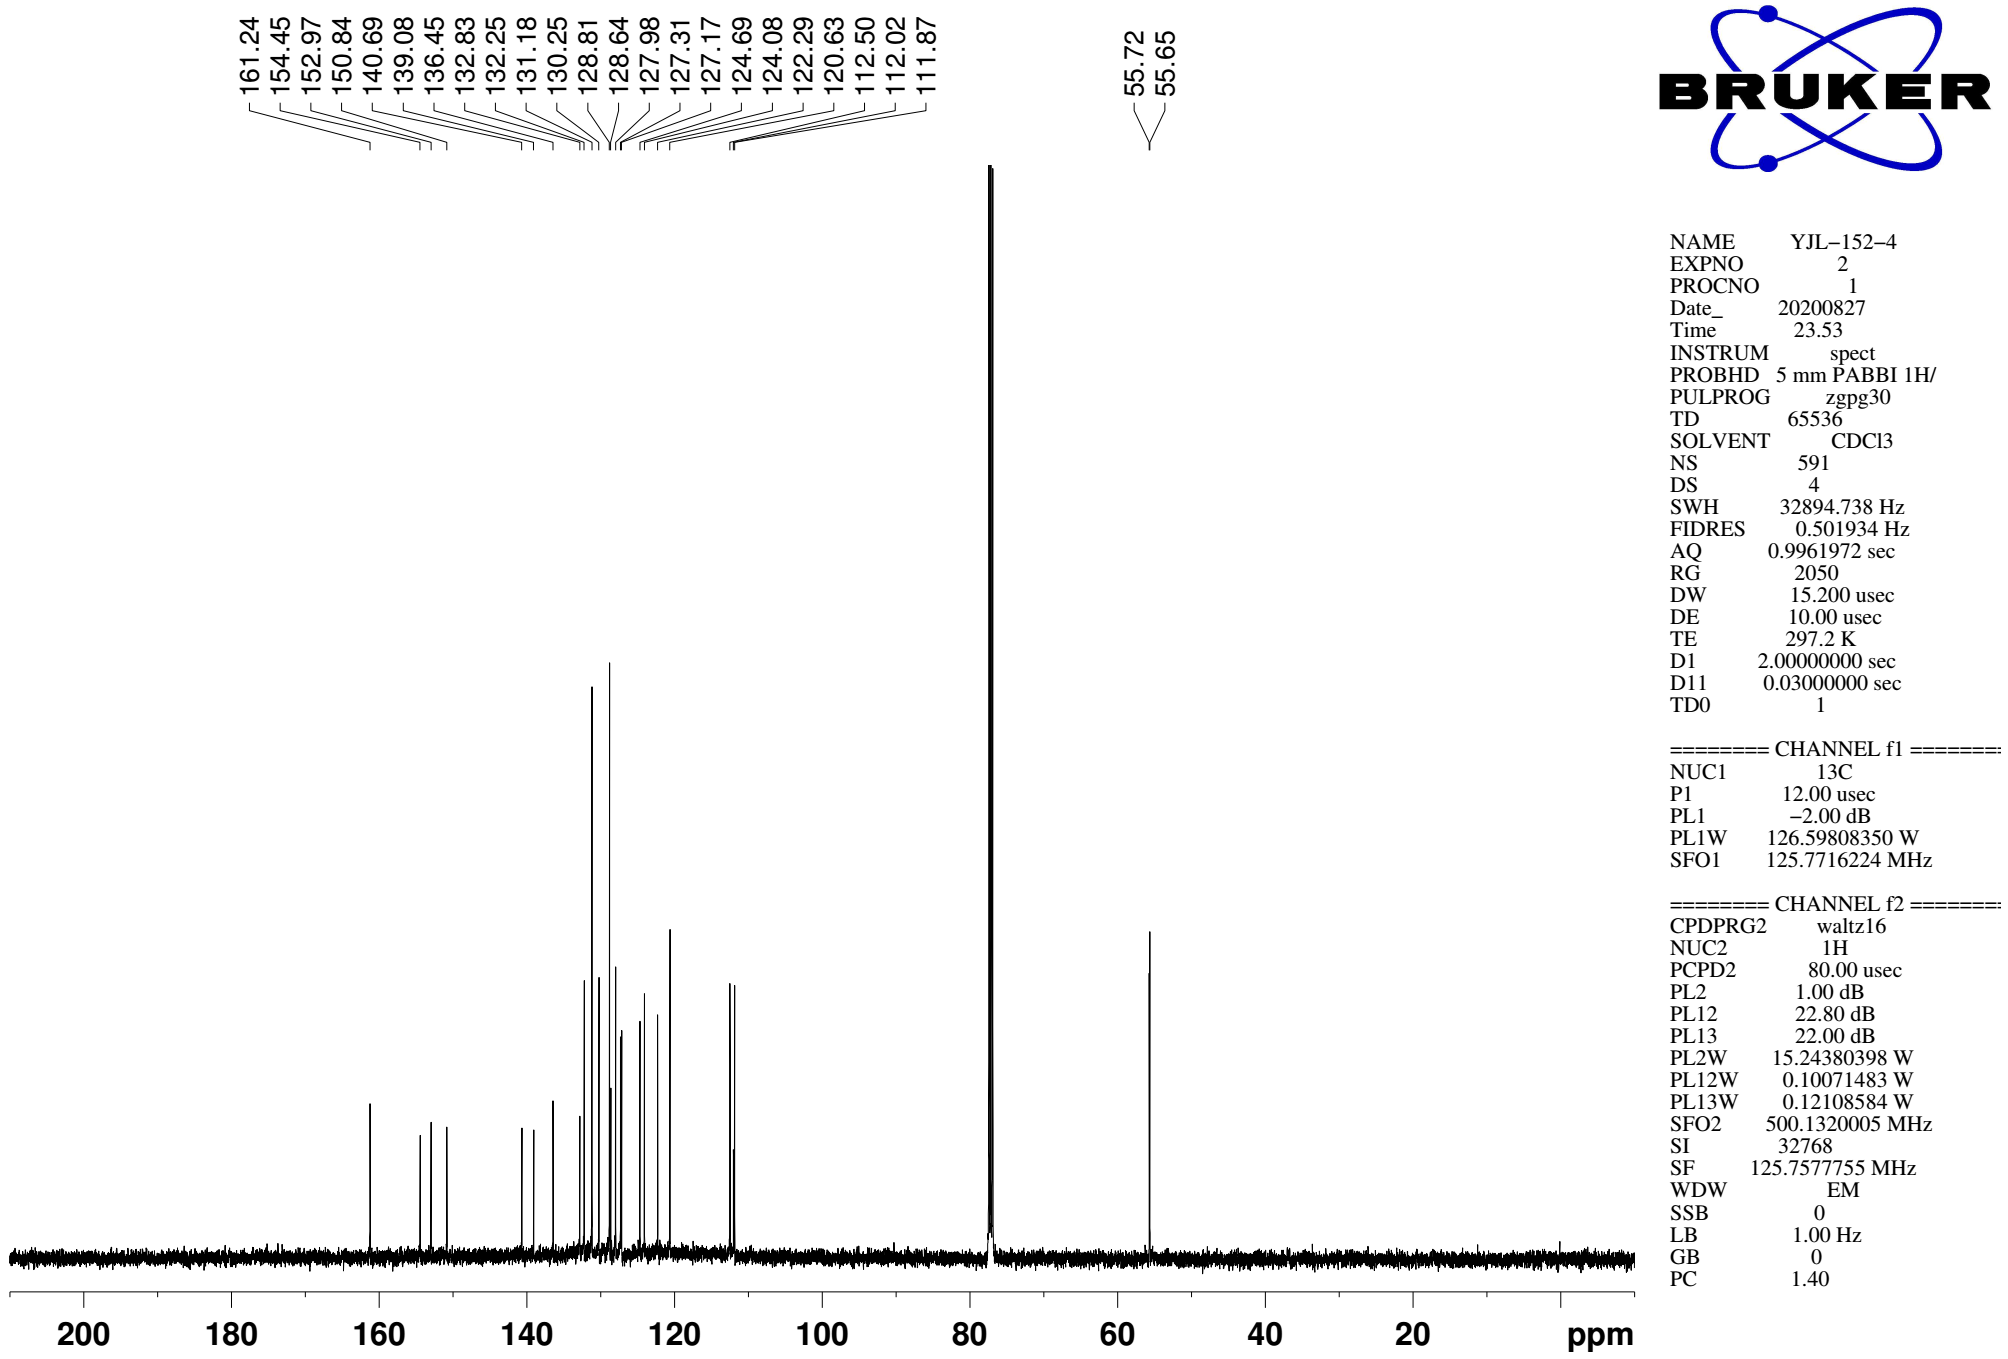 161.24
154.45
152.97
150.84
140.69
139.08
136.45
132.83
132.25
131.18
130.25
128.81
128.64
127.98
127.31
127.17
124.69
124.08
122.29
120.63
112.50
112.02
111.87
55.72
55.65
BRUKER
NAME YJL−152−4
EXPNO 2
PROCNO 1
Date_ 20200827
Time 23.53
INSTRUM spect
PROBHD 5 mm PABBI 1H/
PULPROG zgpg30
TD 65536
SOLVENT CDCl3
NS 591
DS 4
SWH 32894.738 Hz
FIDRES 0.501934 Hz
AQ 0.9961972 sec
RG 2050
DW 15.200 usec
DE 10.00 usec
TE 297.2 K
D1 2.00000000 sec
D11 0.03000000 sec
TD0 1
======== CHANNEL f1 ========
NUC1 13C
P1 12.00 usec
PL1 −2.00 dB
PL1W 126.59808350 W
SFO1 125.7716224 MHz
======== CHANNEL f2 ========
CPDPRG2 waltz16
NUC2 1H
PCPD2 80.00 usec
PL2 1.00 dB
PL12 22.80 dB
PL13 22.00 dB
PL2W 15.24380398 W
PL12W 0.10071483 W
PL13W 0.12108584 W
SFO2 500.1320005 MHz
SI 32768
SF 125.7577755 MHz
WDW EM
SSB 0
LB 1.00 Hz
GB 0
PC 1.40
200 180 160 140 120 100 80 60 40 20 ppm